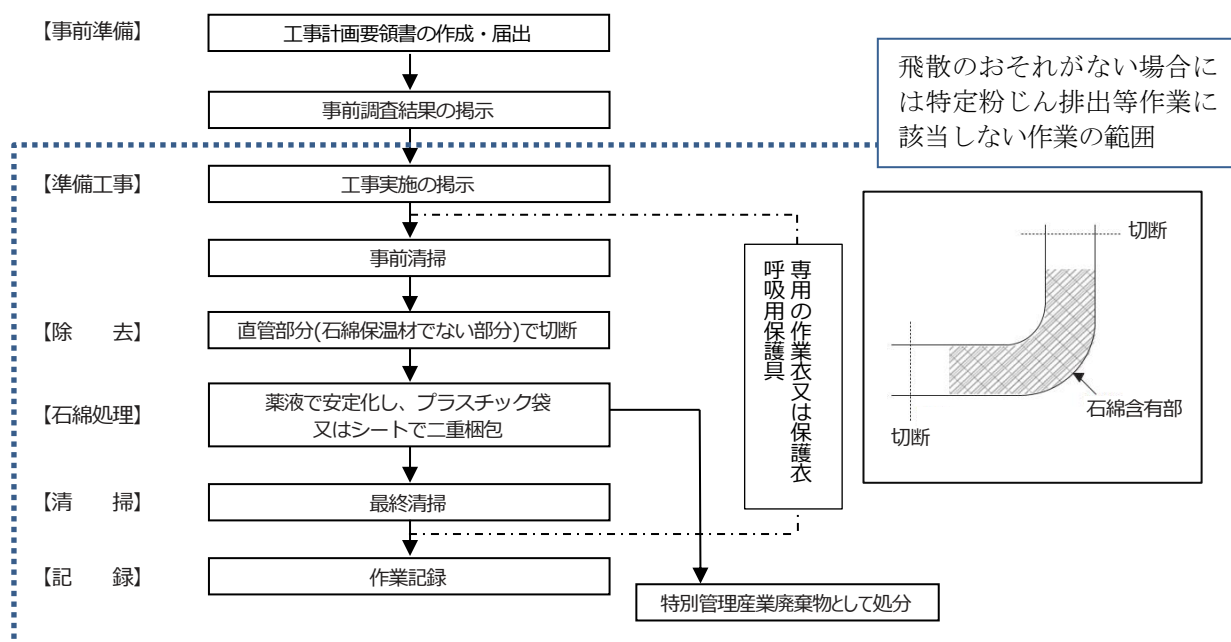 【事前準備】
工事計画要領書の作成・届出
飛散のおそれがない場合に
は特定粉じん排出等作業に
該当しない作業の範囲
事前調査結果の掲示
【準備工事】
工事実施の掲示
事前清掃
【除　　去】
直管部分(石綿保温材でない部分)で切断
【石綿処理】
薬液で安定化し、プラスチック袋
又はシートで二重梱包
【清　　掃】
最終清掃
【記　　録】
作業記録
特別管理産業廃棄物として処分
専用の作業衣又は保護衣
呼吸用保護具
切断
石綿含有部
切断